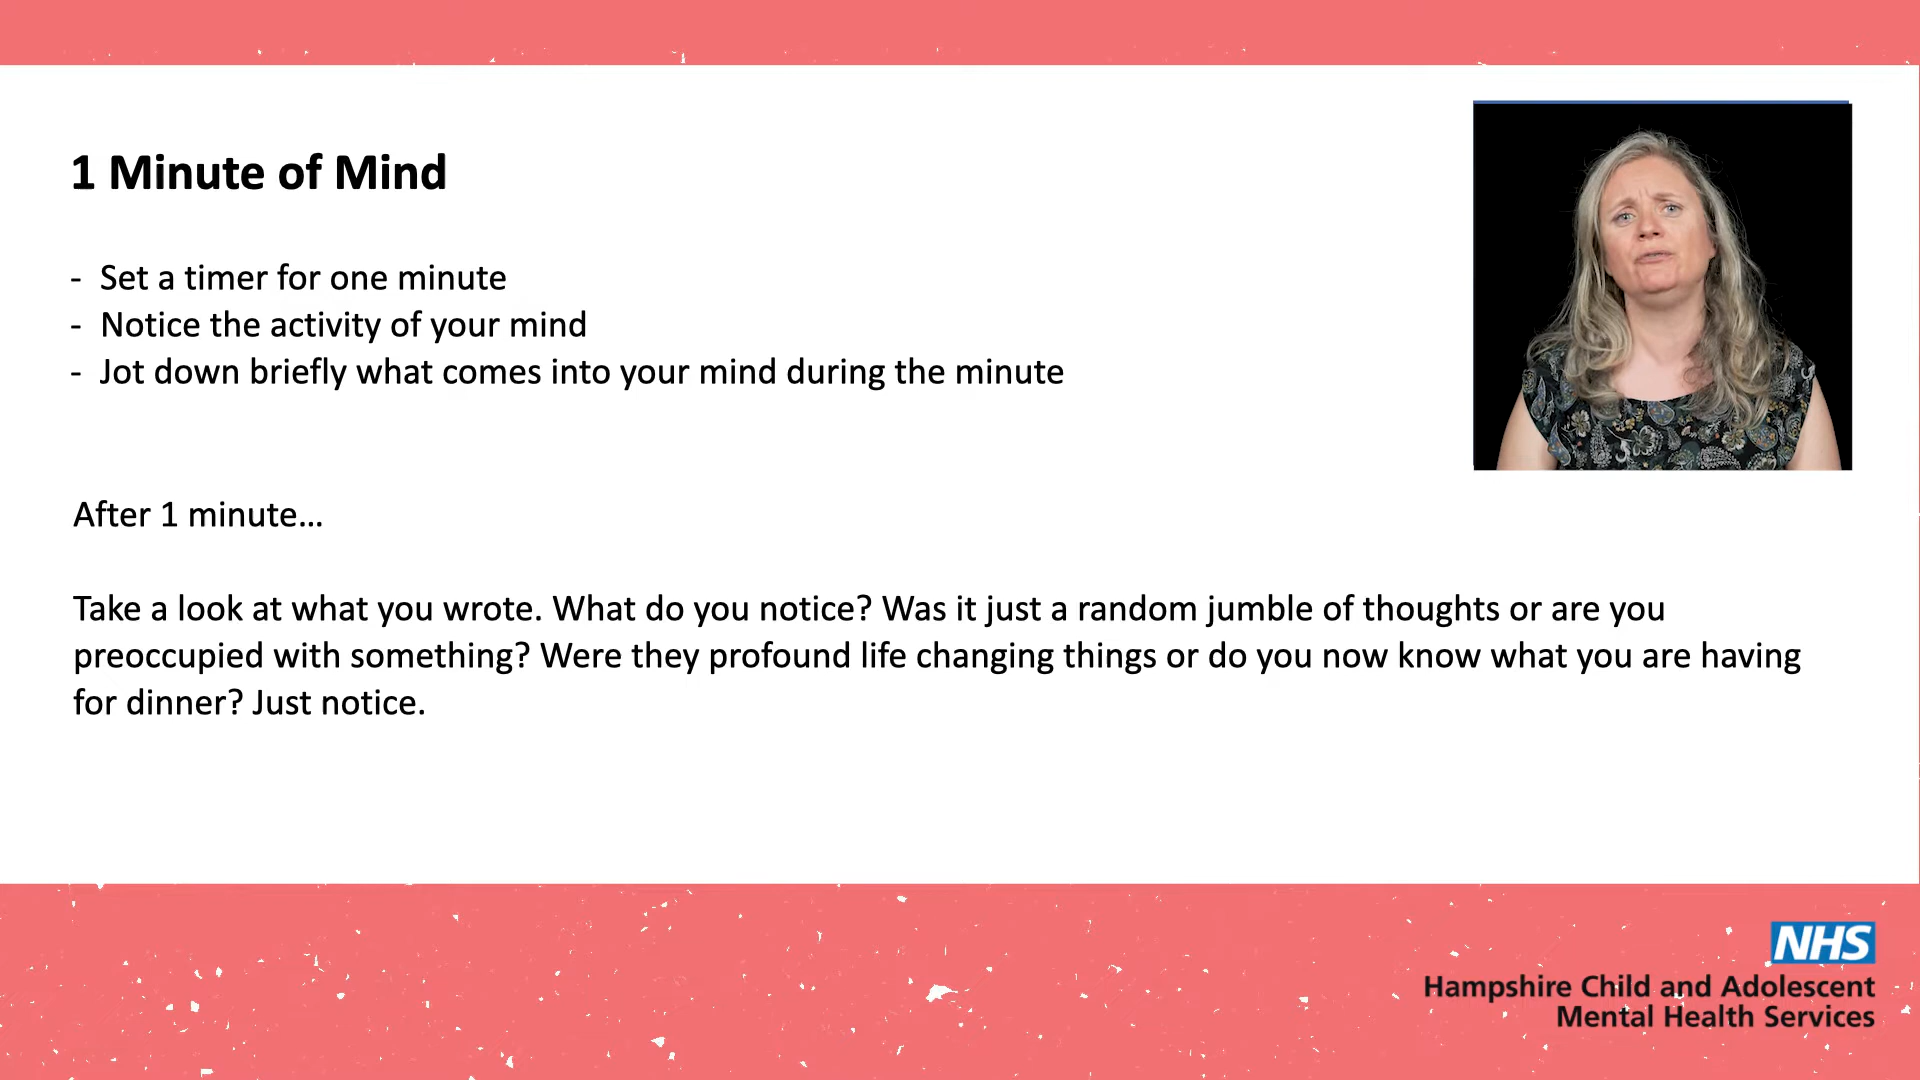 1 Minute of Mind
- Set a timer for one minute
- Notice the activity of your mind
- Jot down briefly what comes into your mind during the minute
After 1 minute...
Take a look at what you wrote. What do you notice? Was it just a random jumble of thoughts or are you
preoccupied with something? Were they profound life changing things or do you now know what you are having
for dinner? Just notice.
NHS
Hampshire Child and Adolescent
Mental Health Services